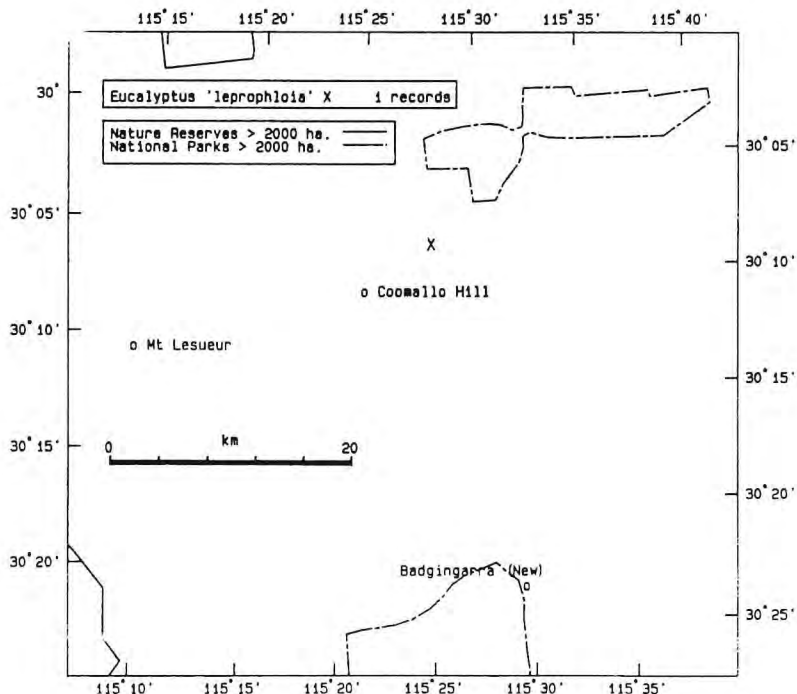 115°15' 115°20' 115°25' 115°30' 115°35' 115°40'
30°
Eucalyptus 'leprophloia' X 1 records
Nature Reserves > 2000 ha.
National Parks > 2000 ha.
30°05'
30°05'
X
30°10'
o Coomallo Hill
30°10'
o Mt Lesueur
30°15'
30°15'
0 km 20
30°20'
30°20'
Badgingarra (New)
o
30°25'
115°10' 115°15' 115°20' 115°25' 115°30' 115°35'